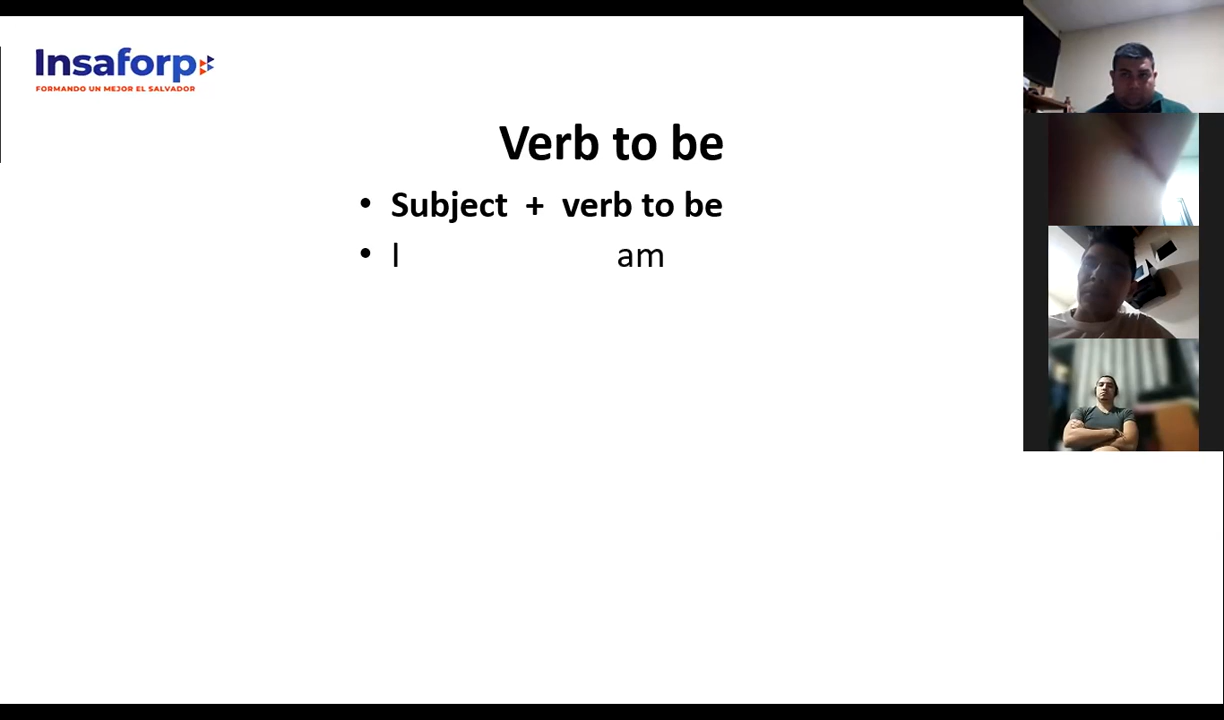 Insaforp
FORMANDO UN MEJOR EL SALVADOR
Verb to be
• Subject + verb to be
• I am